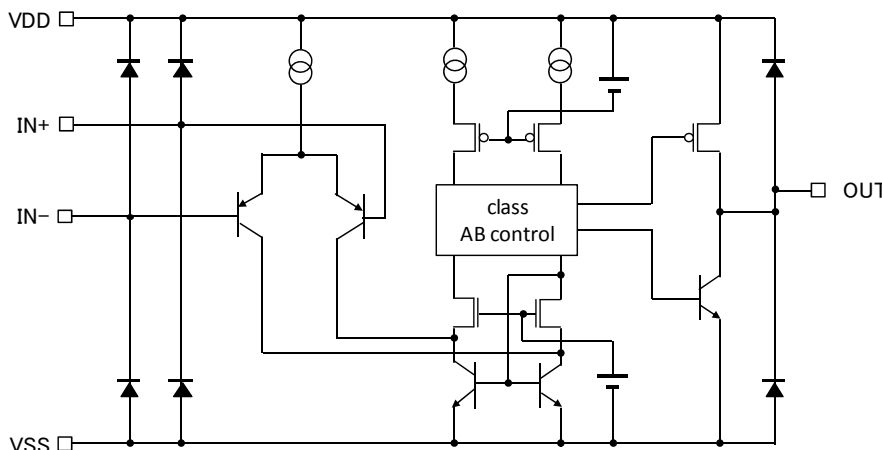 VDD
IN+
IN−
OUT
class
AB control
VSS